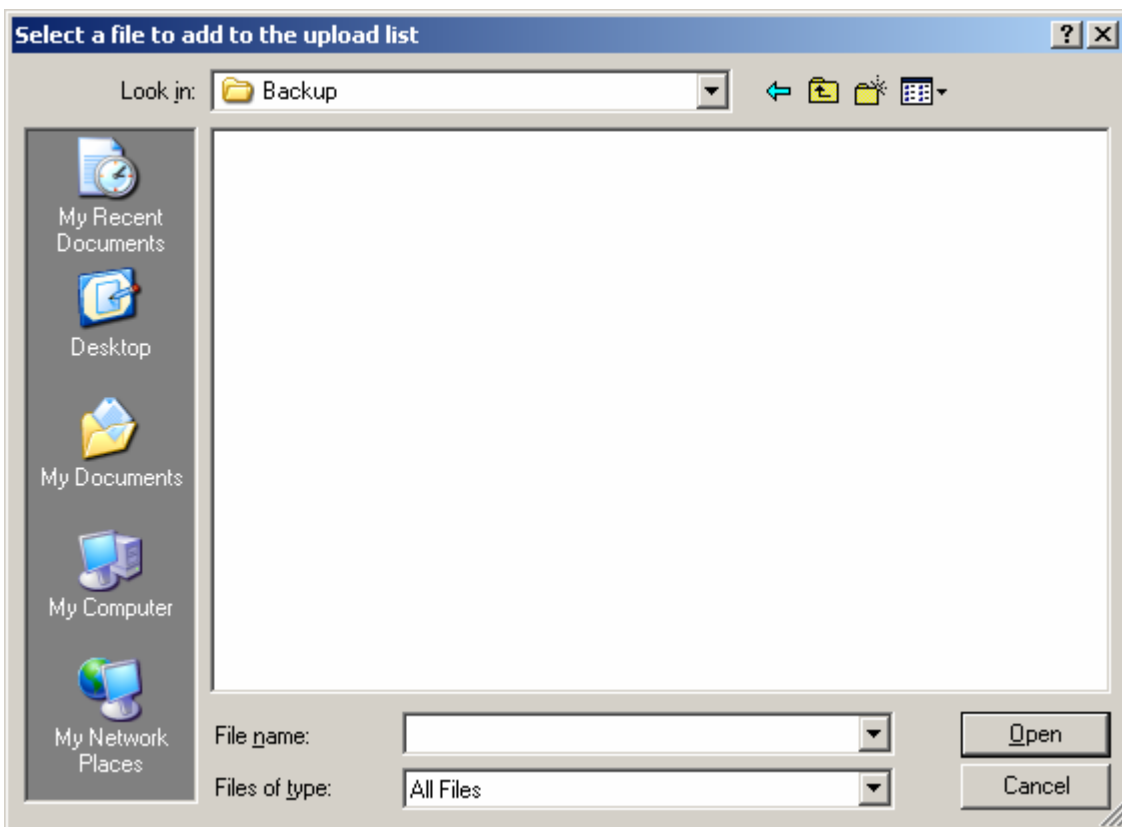 Select a file to add to the upload list
Look in:
Backup
My Recent
Documents
Desktop
My Documents
My Computer
My Network
Places
File name:
Open
Files of type:
All Files
Cancel